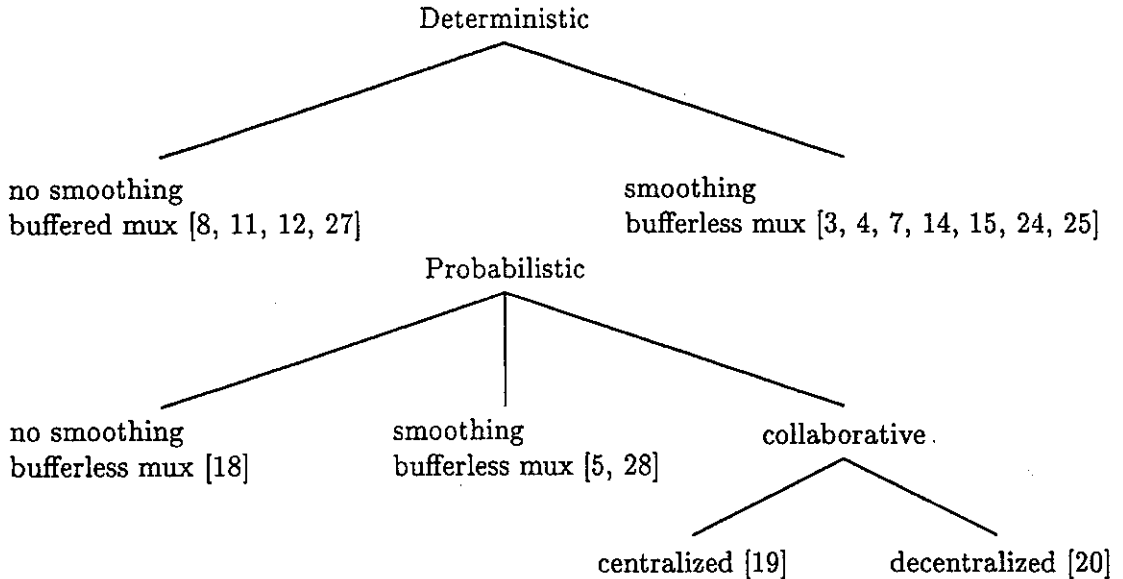 Deterministic
no smoothing
buffered mux [8, 11, 12, 27]
smoothing
bufferless mux [3, 4, 7, 14, 15, 24, 25]
Probabilistic
no smoothing
bufferless mux [18]
smoothing
bufferless mux [5, 28]
collaborative
centralized [19]
decentralized [20]